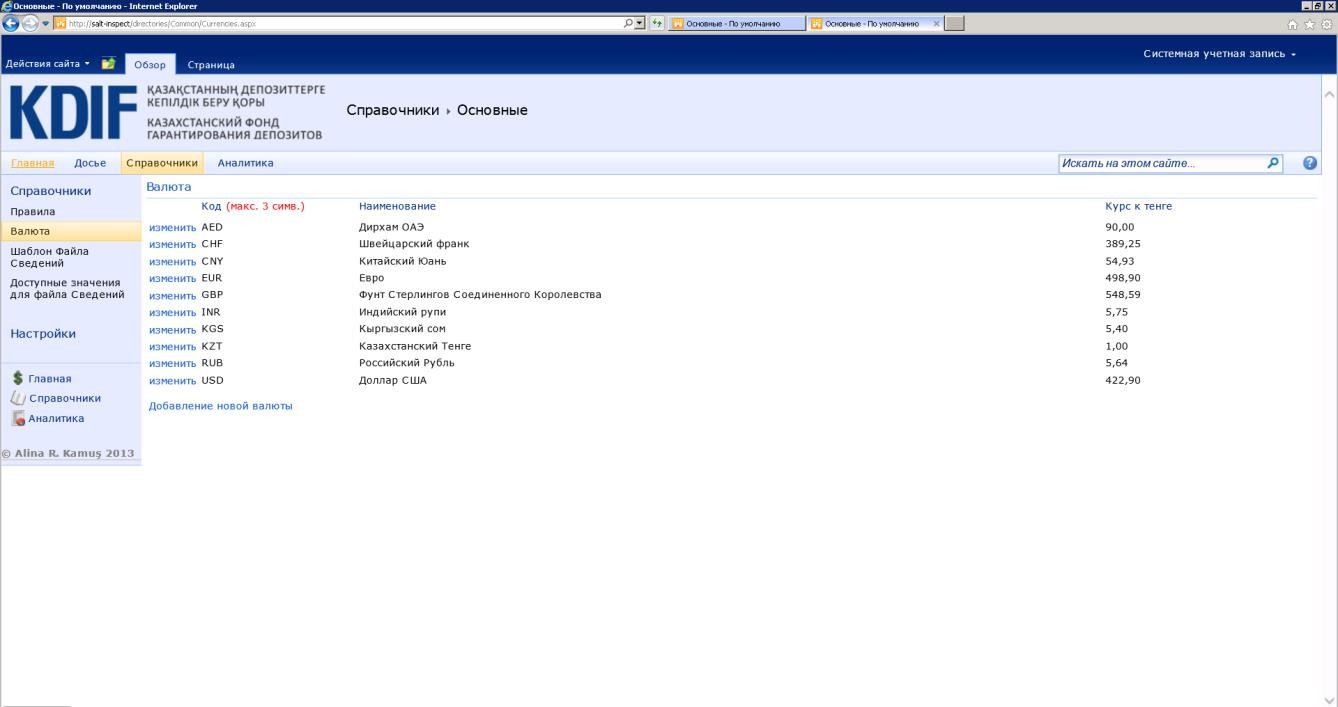 Основные - По умолчанию - Internet Explorer
http://salt-inspect/directories/Common/Currencies.aspx
Основные - По умолчанию
Основные - По умолчанию
Системная учетная запись
Действия сайта
Обзор
Страница
KDIF
ҚАЗАҚСТАННЫҢ ДЕПОЗИТТЕРГЕ
КЕПІЛДІК БЕРУ ҚОРЫ
КАЗАХСТАНСКИЙ ФОНД
ГАРАНТИРОВАНИЯ ДЕПОЗИТОВ
Справочники ▸ Основные
Главная Досье Справочники Аналитика
Искать на этом сайте...
Справочники
Правила
Валюта
Шаблон Файла
Сведений
Доступные значения
для файла Сведений
Настройки
Главная
Справочники
Аналитика
© Alina R. Kamuş 2013
Валюта
Код (макс. 3 симв.) Наименование Курс к тенге
изменить AED Дирхам ОАЭ 90,00
изменить CHF Швейцарский франк 389,25
изменить CNY Китайский Юань 54,93
изменить EUR Евро 498,90
изменить GBP Фунт Стерлингов Соединенного Королевства 548,59
изменить INR Индийский рупи 5,75
изменить KGS Кыргызский сом 5,40
изменить KZT Казахстанский Тенге 1,00
изменить RUB Российский Рубль 5,64
изменить USD Доллар США 422,90
Добавление новой валюты